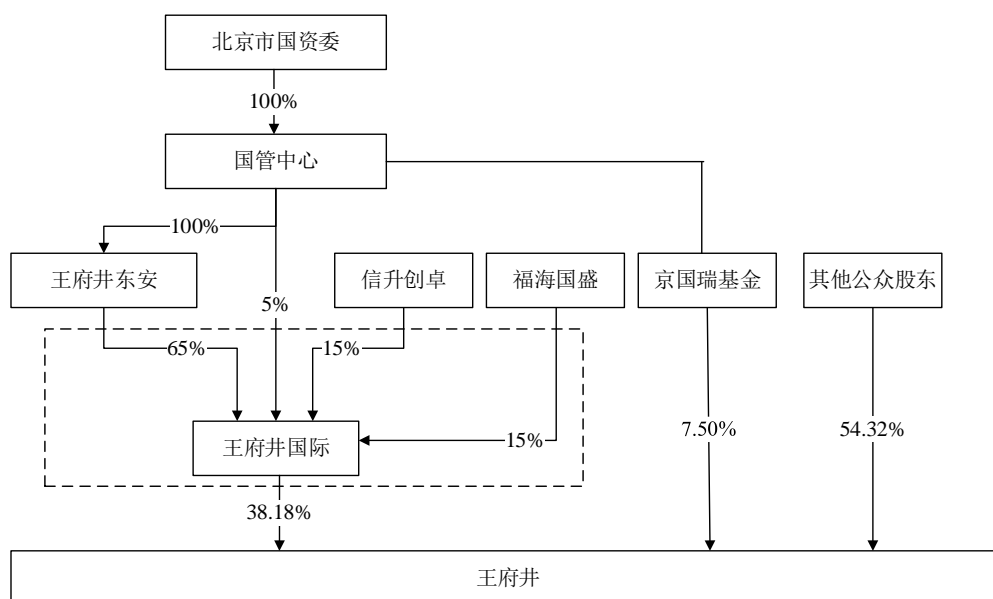 北京市国资委
100%
国管中心
100%
王府井东安
信升创卓
福海国盛
京国瑞基金
其他公众股东
5%
65%
15%
王府井国际
15%
7.50%
54.32%
38.18%
王府井